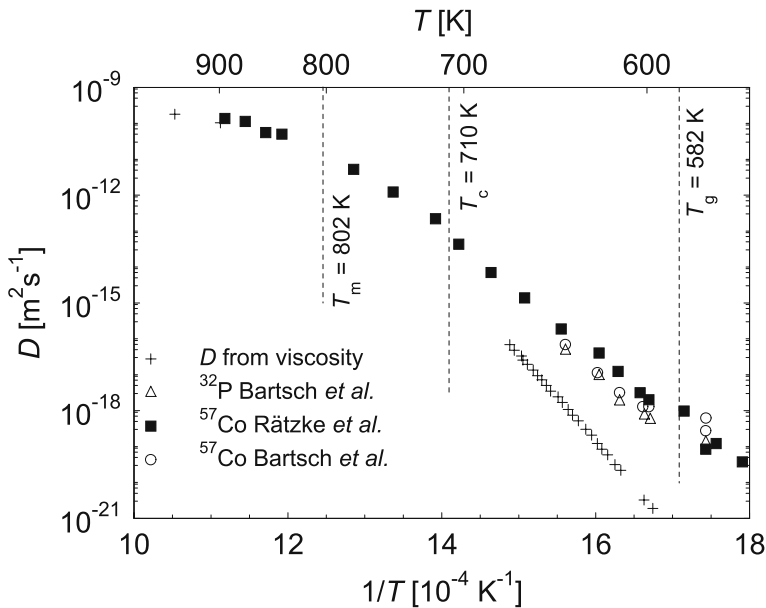 T [K]
900 800 700 600
10⁻⁹
10⁻¹²
10⁻¹⁵
10⁻¹⁸
10⁻²¹
D [m²s⁻¹]
T_m = 802 K
T_c = 710 K
T_g = 582 K
D from viscosity
³²P Bartsch et al.
⁵⁷Co Rätzke et al.
⁵⁷Co Bartsch et al.
10 12 14 16 18
1/T [10⁻⁴ K⁻¹]